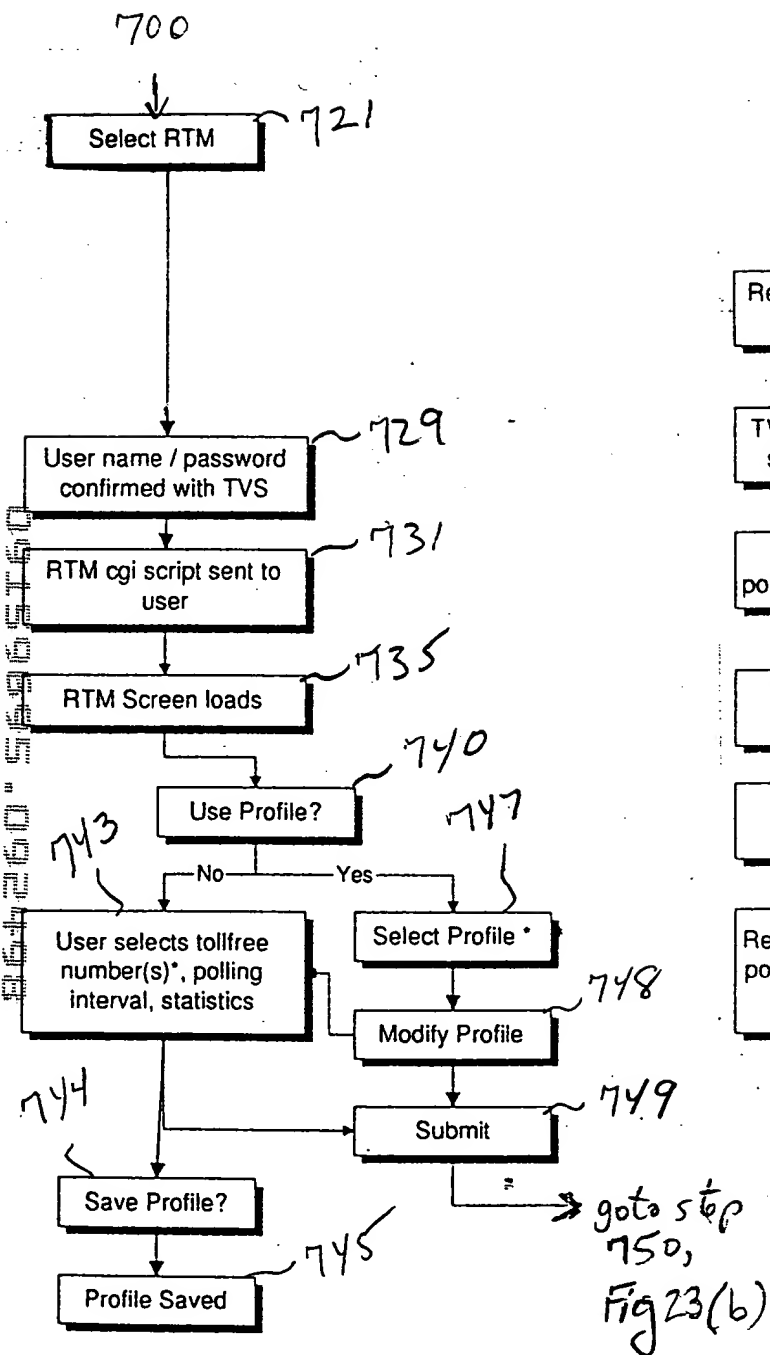 700
Select RTM
721
User name / password
confirmed with TVS
729
RTM cgi script sent to
user
731
RTM Screen loads
735
Use Profile?
740
743
No
Yes
747
User selects tollfree
number(s)*, polling
interval, statistics
Select Profile *
Modify Profile
748
744
Submit
749
Save Profile?
goto step
750,
Fig 23(b)
Profile Saved
745
Re
TV
s
po
Re
po